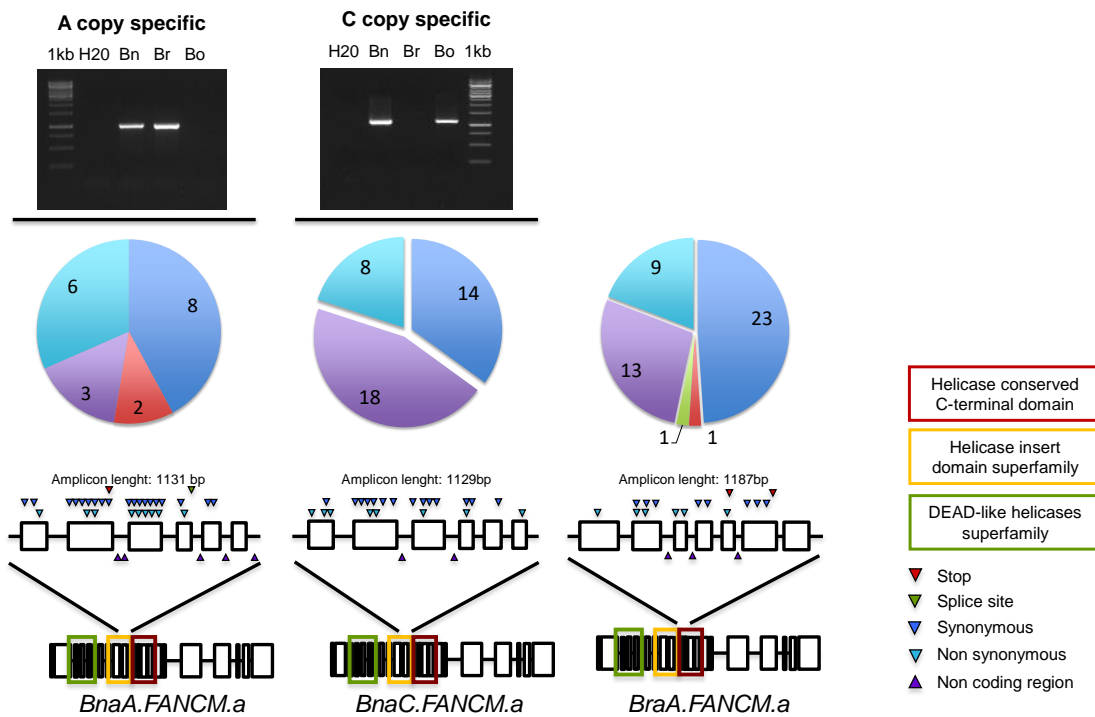 A copy specific
1kb H20 Bn Br Bo
C copy specific
H20 Bn Br Bo 1kb
6
8
3
2
8
14
18
9
23
13
1
1
Amplicon lenght: 1131 bp
Amplicon lenght: 1129bp
Amplicon lenght: 1187bp
BnaA.FANCM.a
BnaC.FANCM.a
BraA.FANCM.a
Helicase conserved
C-terminal domain
Helicase insert
domain superfamily
DEAD-like helicases
superfamily
Stop
Splice site
Synonymous
Non synonymous
Non coding region